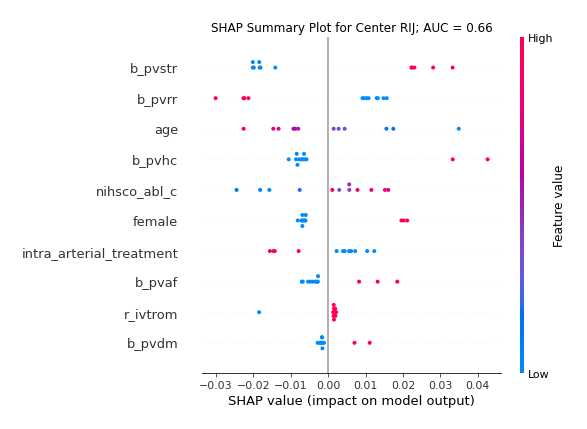 SHAP Summary Plot for Center RIJ; AUC = 0.66
High
b_pvstr
b_pvrr
age
b_pvhc
nihsco_abl_c
female
intra_arterial_treatment
b_pvaf
r_ivtrom
b_pvdm
Feature value
Low
−0.03 −0.02 −0.01 0.00 0.01 0.02 0.03 0.04
SHAP value (impact on model output)